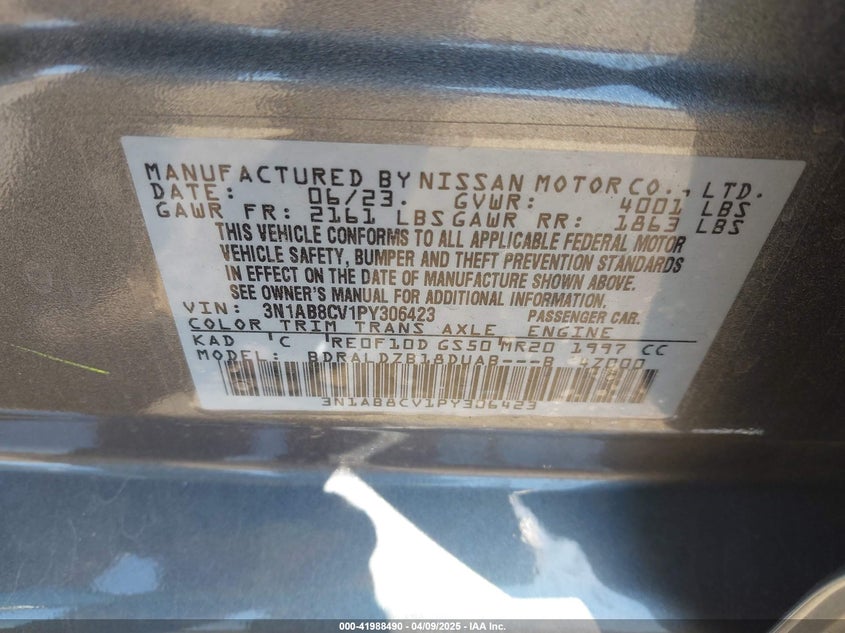 MANUFACTURED BY NISSAN MOTOR CO., LTD.
DATE: 06/23. GVWR: 4001 LBS
GAWR FR: 2161 LBS GAWR RR: 1863 LBS
THIS VEHICLE CONFORMS TO ALL APPLICABLE FEDERAL MOTOR
VEHICLE SAFETY, BUMPER AND THEFT PREVENTION STANDARDS
IN EFFECT ON THE DATE OF MANUFACTURE SHOWN ABOVE.
SEE OWNER'S MANUAL FOR ADDITIONAL INFORMATION.
VIN: 3N1AB8CV1PY306423 PASSENGER CAR.
COLOR TRIM TRANS AXLE ENGINE
KAD C RE0F10D GS50 MR20 1997 CC
MODEL: BDRALDZB18DUAB---B 4Z000
3N1AB8CV1PY306423
000-41988490 - 04/09/2025 - IAA Inc.